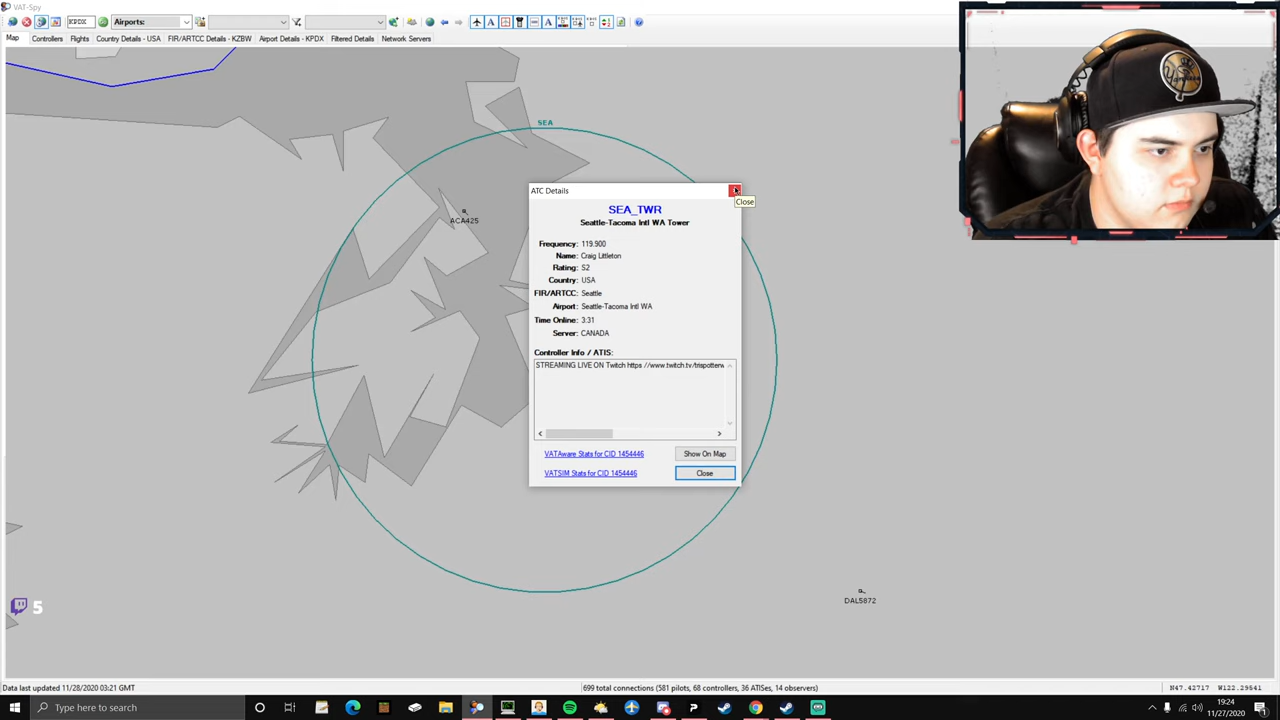 VAT-Spy
KPDX Airports:
Map Controllers Flights Country Details - USA FIR/ARTCC Details - KZBW Airport Details - KPDX Filtered Details Network Servers
SEA
ACA425
ATC Details
Close
SEA_TWR
Seattle-Tacoma Intl WA Tower
Frequency: 119.900
Name: Craig Littleton
Rating: S2
Country: USA
FIR/ARTCC: Seattle
Airport: Seattle-Tacoma Intl WA
Time Online: 3:31
Server: CANADA
Controller Info / ATIS:
STREAMING LIVE ON Twitch https //www.twitch.tv/trispotterw
VATAware Stats for CID 1454446 Show On Map
VATSIM Stats for CID 1454446 Close
DAL5872
5
Data last updated 11/28/2020 03:21 GMT 699 total connections (581 pilots, 68 controllers, 36 ATISes, 14 observers) N47.42717 W122.29541
Type here to search
19:24
11/27/2020